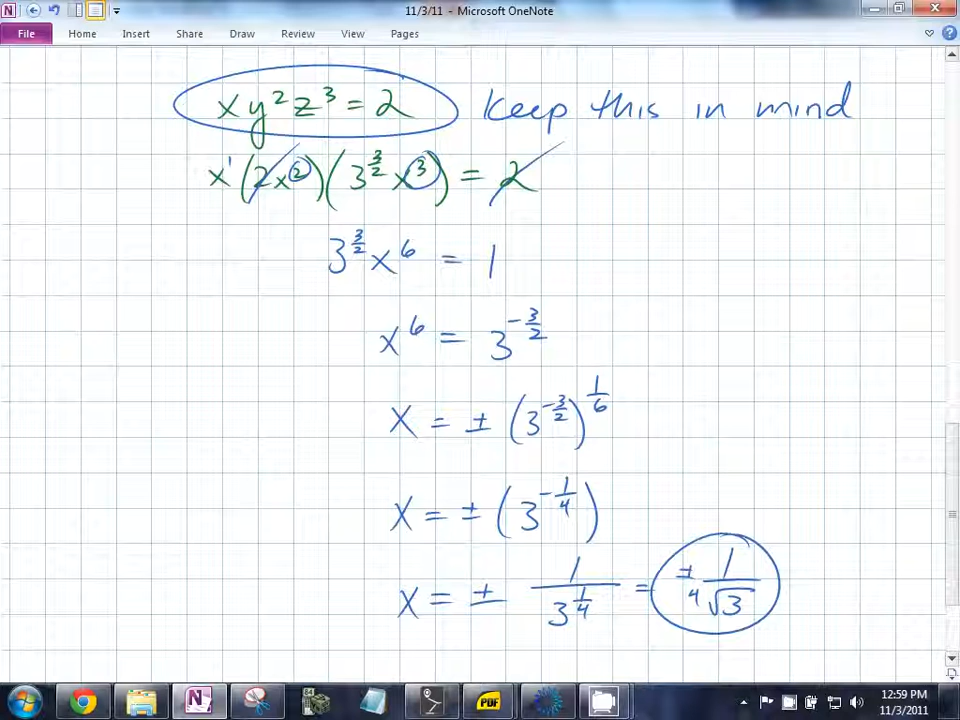 11/3/11 - Microsoft OneNote
File Home Insert Share Draw View Pages
xy²z³ = 2 Keep this in mind
x¹(2x²)(3^(3/2) x³) = 2
3^(3/2) x⁶ = 1
x⁶ = 3^(-3/2)
X = ± (3^(-3/2))^(1/6)
X = ± (3^(-1/4))
X = ± 1/3^(1/4) = ± 1/⁴√3
64
PDF
12:59 PM
11/3/2011